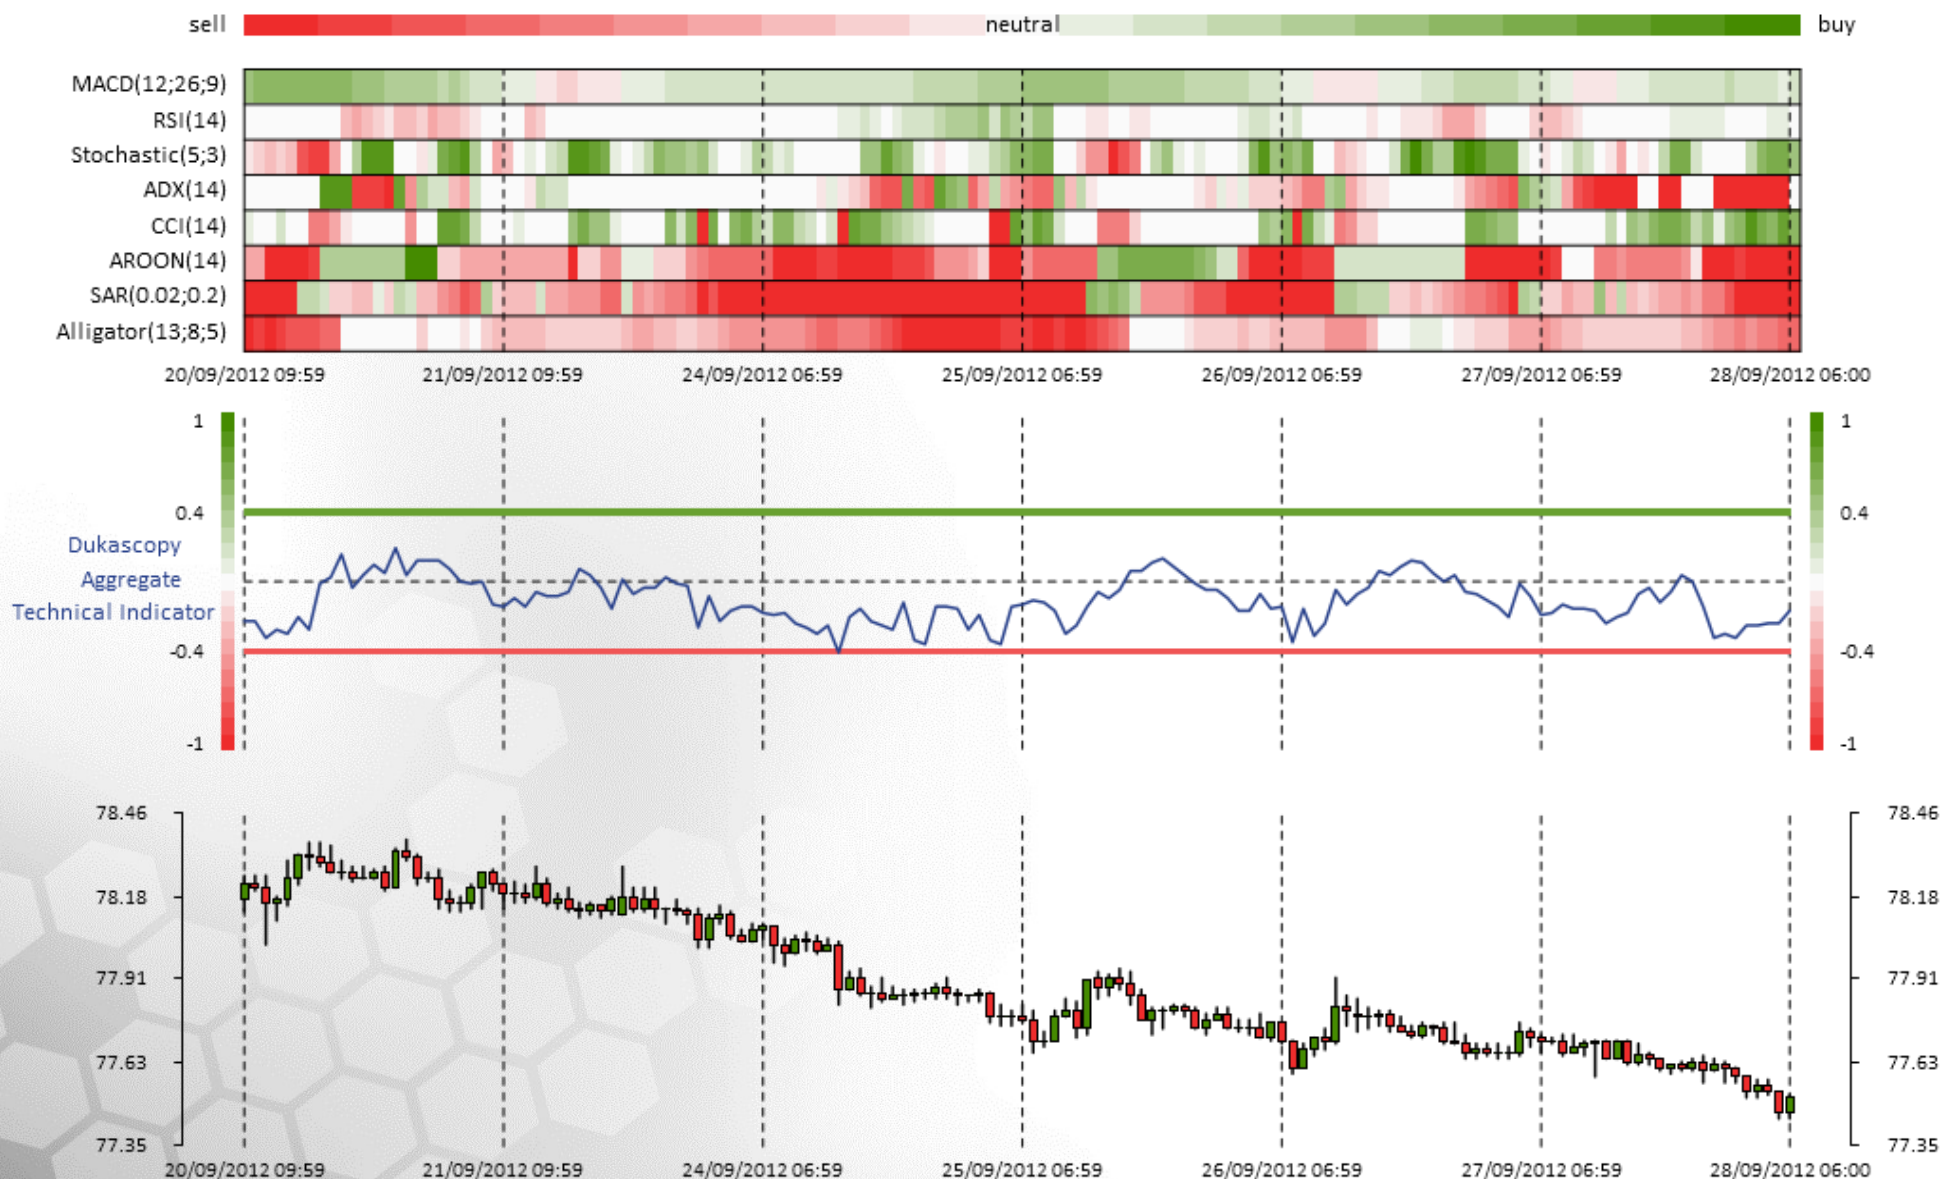 sell neutral buy
MACD(12;26;9)
RSI(14)
Stochastic(5;3)
ADX(14)
CCI(14)
AROON(14)
SAR(0.02;0.2)
Alligator(13;8;5)
20/09/2012 09:59 21/09/2012 09:59 24/09/2012 06:59 25/09/2012 06:59 26/09/2012 06:59 27/09/2012 06:59 28/09/2012 06:00
1 1
0.4 0.4
Dukascopy
Aggregate
Technical Indicator
-0.4 -0.4
-1 -1
78.46 78.46
78.18 78.18
77.91 77.91
77.63 77.63
77.35 77.35
20/09/2012 09:59 21/09/2012 09:59 24/09/2012 06:59 25/09/2012 06:59 26/09/2012 06:59 27/09/2012 06:59 28/09/2012 06:00